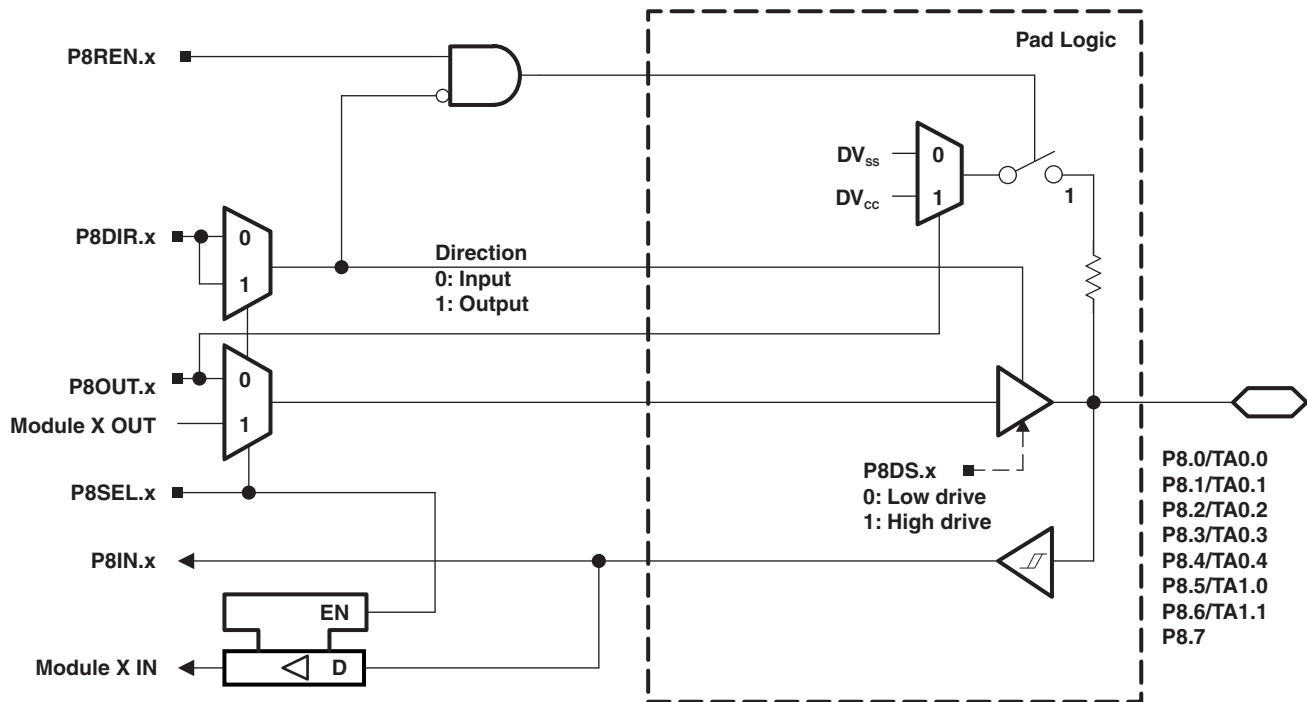 Pad Logic
P8REN.x
DVSS
0
DVCC
1
1
P8DIR.x
0
1
Direction
0: Input
1: Output
P8OUT.x
0
Module X OUT
1
P8SEL.x
P8DS.x
0: Low drive
1: High drive
P8.0/TA0.0
P8.1/TA0.1
P8.2/TA0.2
P8.3/TA0.3
P8.4/TA0.4
P8.5/TA1.0
P8.6/TA1.1
P8.7
P8IN.x
EN
Module X IN
D